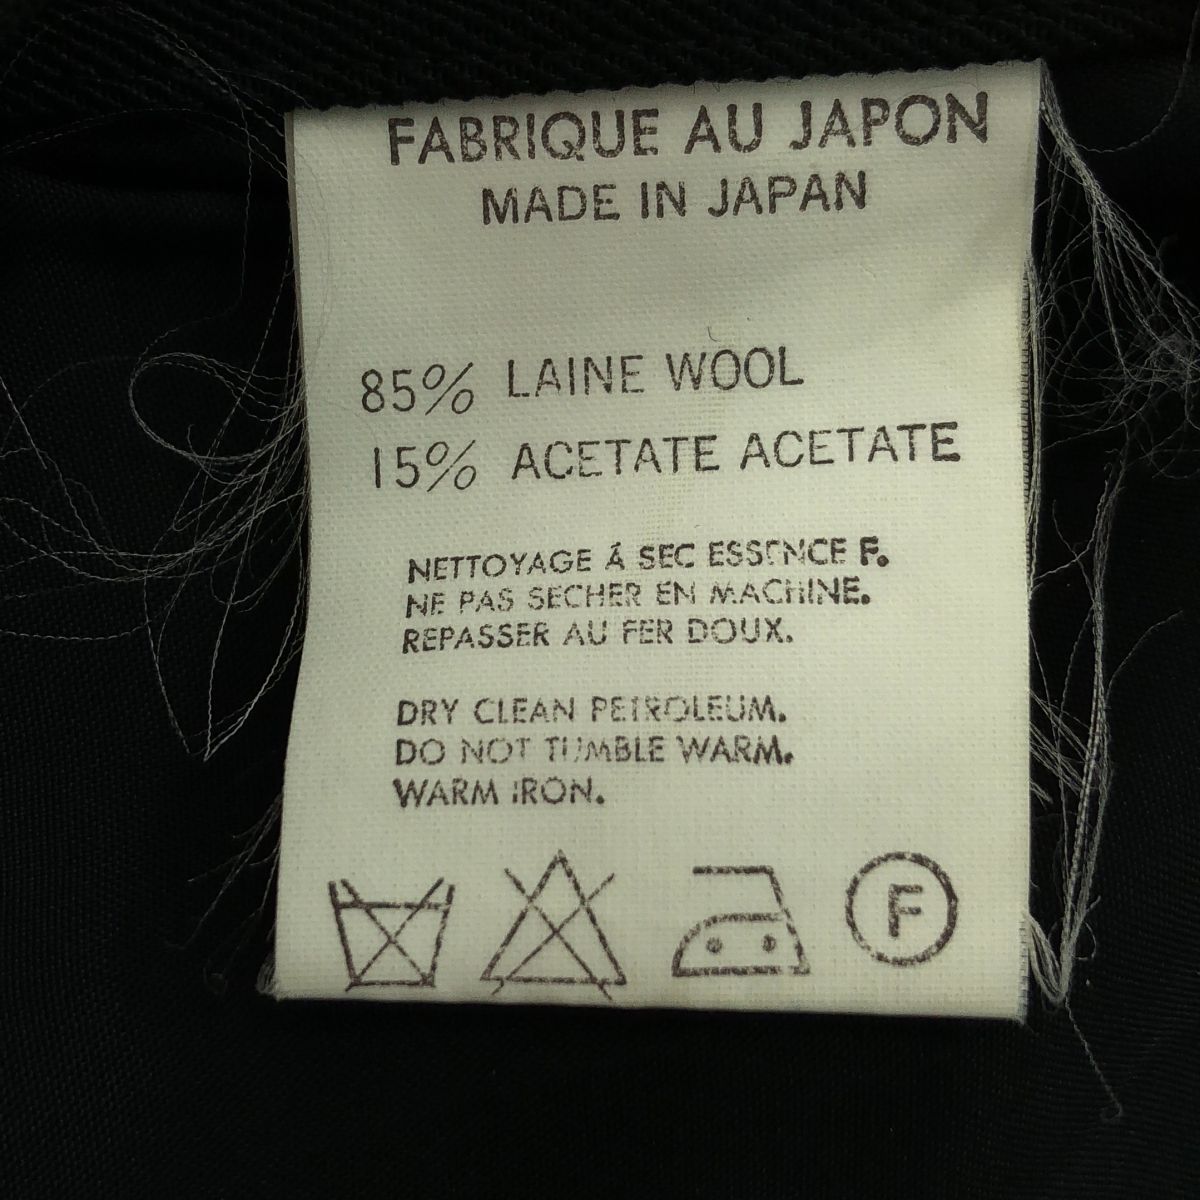 FABRIQUE AU JAPON
MADE IN JAPAN
85% LAINE WOOL
15% ACETATE ACETATE
NETTOYAGE Á SEC ESSENCE F.
NE PAS SECHER EN MACHINE.
REPASSER AU FER DOUX.
DRY CLEAN PETROLEUM.
DO NOT TUMBLE WARM.
WARM IRON.
F